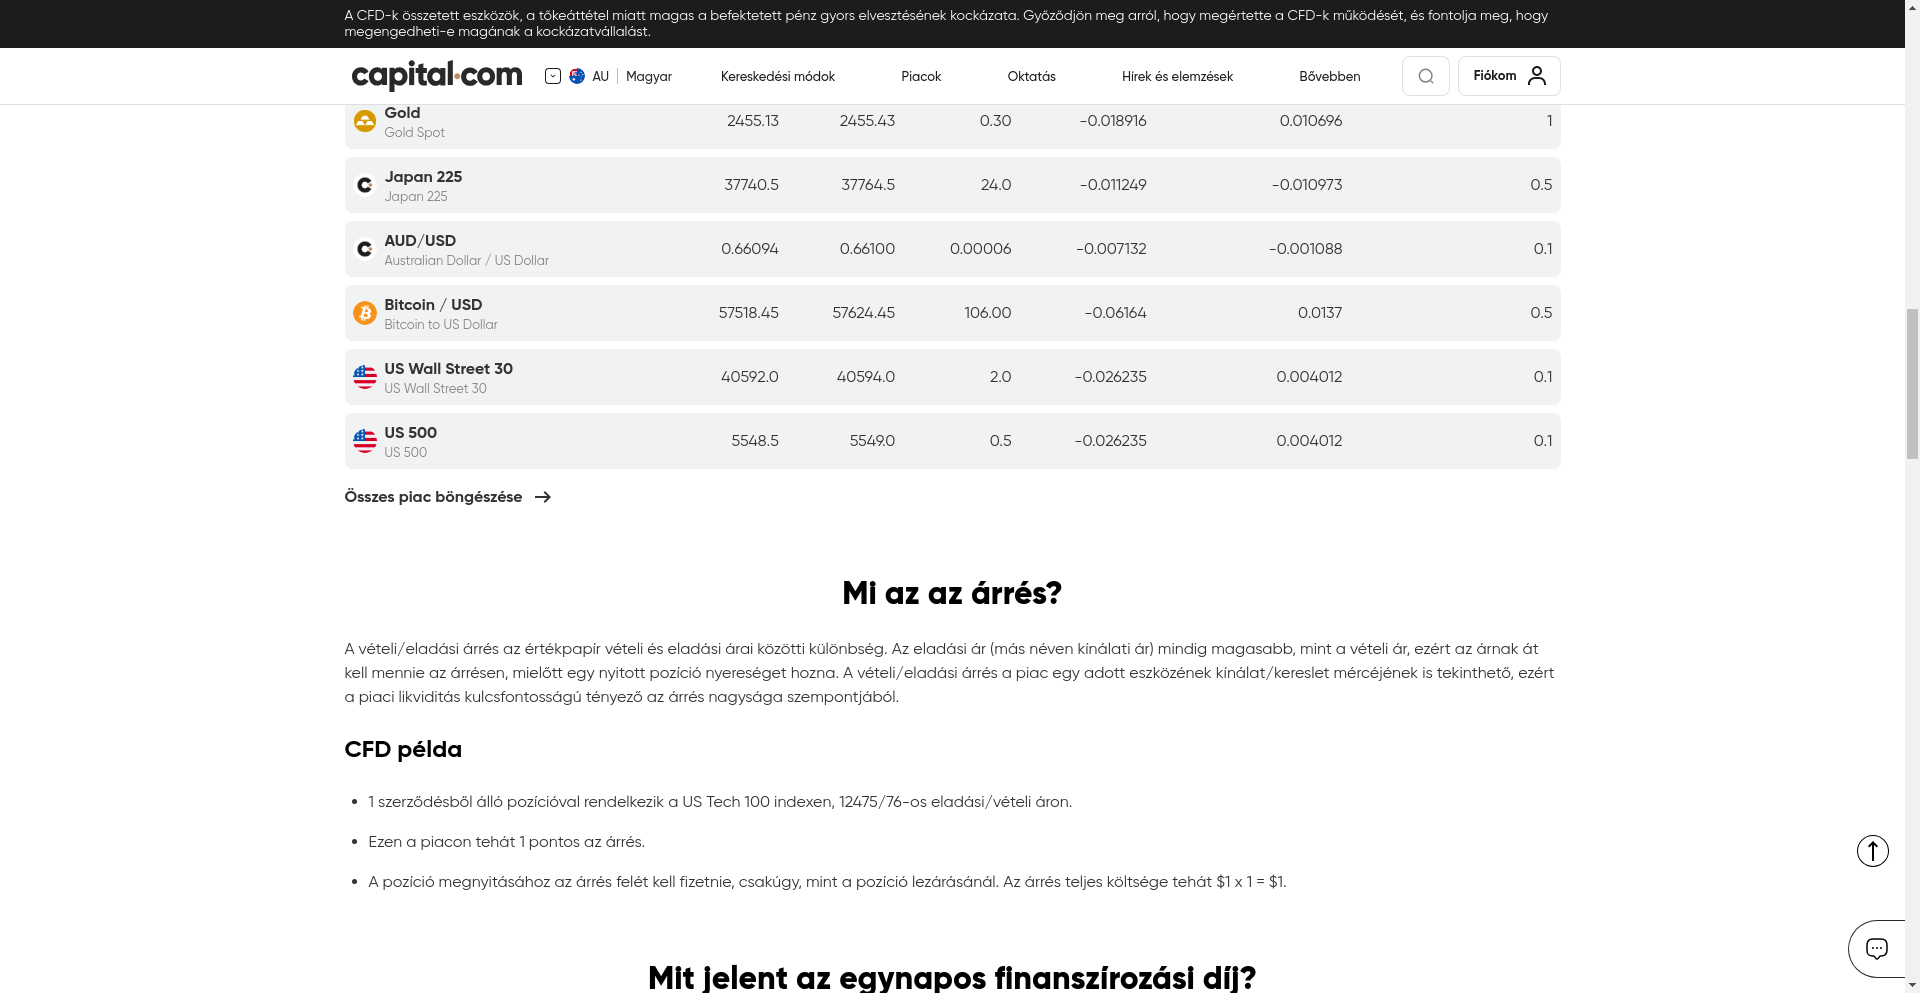 A CFD-k összetett eszközök, a tőkeáttétel miatt magas a befektetett pénz gyors elvesztésének kockázata. Győződjön meg arról, hogy megértette a CFD-k működését, és fontolja meg, hogy
megengedheti-e magának a kockázatvállalást.
capital.com AU Magyar Kereskedési módok Piacok Oktatás Hírek és elemzések Bővebben Fiókom
Gold 2455.13 2455.43 0.30 -0.018916 0.010696 1
Gold Spot
Japan 225 37740.5 37764.5 24.0 -0.011249 -0.010973 0.5
Japan 225
AUD/USD 0.66094 0.66100 0.00006 -0.007132 -0.001088 0.1
Australian Dollar / US Dollar
Bitcoin / USD 57518.45 57624.45 106.00 -0.06164 0.0137 0.5
Bitcoin to US Dollar
US Wall Street 30 40592.0 40594.0 2.0 -0.026235 0.004012 0.1
US Wall Street 30
US 500 5548.5 5549.0 0.5 -0.026235 0.004012 0.1
US 500
Összes piac böngészése
Mi az az árrés?
A vételi/eladási árrés az értékpapír vételi és eladási árai közötti különbség. Az eladási ár (más néven kínálati ár) mindig magasabb, mint a vételi ár, ezért az árnak át
kell mennie az árrésen, mielőtt egy nyitott pozíció nyereséget hozna. A vételi/eladási árrés a piac egy adott eszközének kínálat/kereslet mércéjének is tekinthető, ezért
a piaci likviditás kulcsfontosságú tényező az árrés nagysága szempontjából.
CFD példa
1 szerződésből álló pozícióval rendelkezik a US Tech 100 indexen, 12475/76-os eladási/vételi áron.
Ezen a piacon tehát 1 pontos az árrés.
A pozíció megnyitásához az árrés felét kell fizetnie, csakúgy, mint a pozíció lezárásánál. Az árrés teljes költsége tehát $1 x 1 = $1.
Mit jelent az egynapos finanszírozási díj?